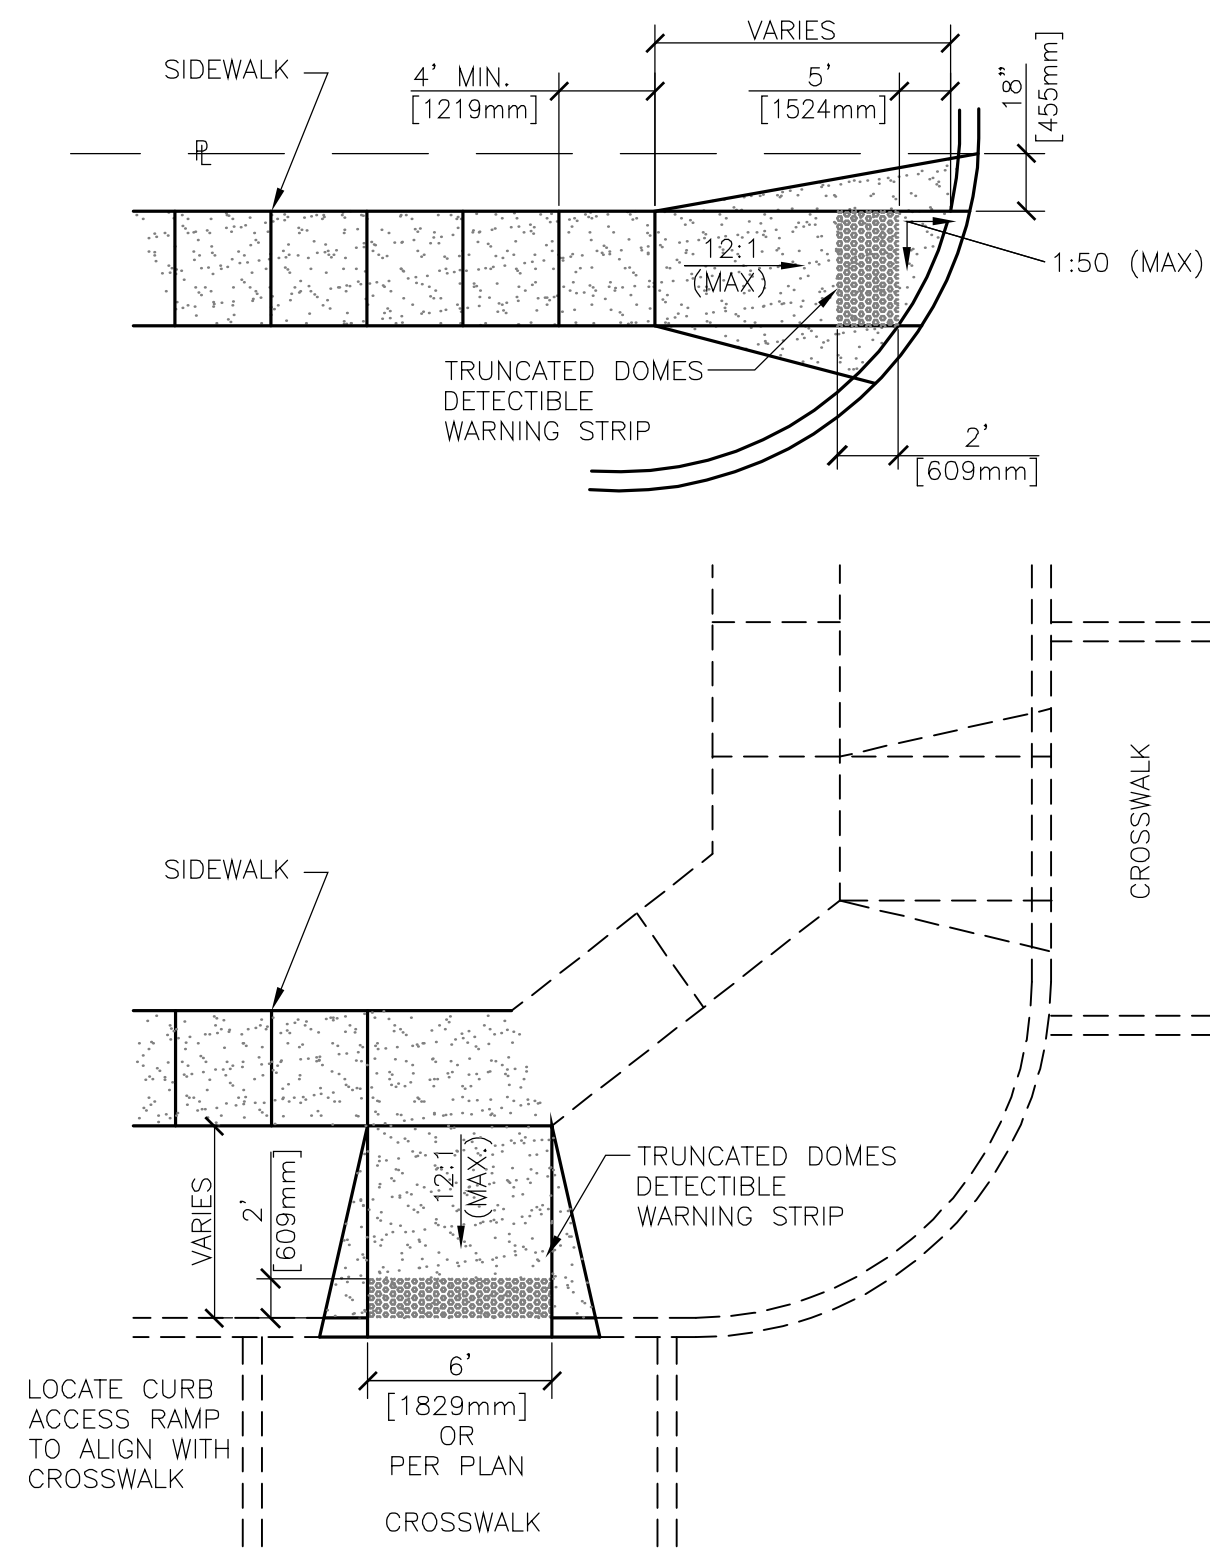 VARIES
SIDEWALK
4' MIN.
[1219mm]
5'
[1524mm]
18"
[455mm]
PL
12:1
(MAX)
1:50 (MAX)
TRUNCATED DOMES
DETECTIBLE
WARNING STRIP
2'
[609mm]
CROSSWALK
SIDEWALK
12:1
(MAX.)
TRUNCATED DOMES
DETECTIBLE
WARNING STRIP
VARIES
2'
[609mm]
6'
[1829mm]
OR
PER PLAN
LOCATE CURB
ACCESS RAMP
TO ALIGN WITH
CROSSWALK
CROSSWALK